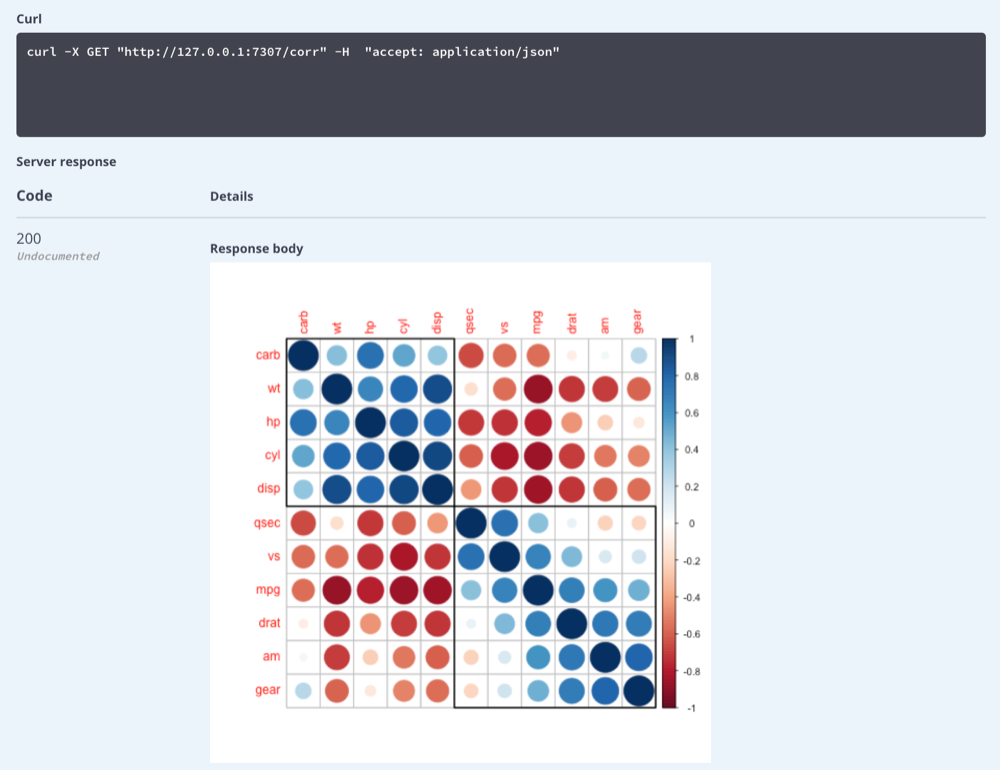 Curl
curl -X GET "http://127.0.0.1:7307/corr" -H  "accept: application/json"
Server response
Code Details
200
Undocumented
Response body
carb wt hp cyl disp qsec vs mpg drat am gear
carb
wt
hp
cyl
disp
qsec
vs
mpg
drat
am
gear
1
0.8
0.6
0.4
0.2
0
-0.2
-0.4
-0.6
-0.8
-1